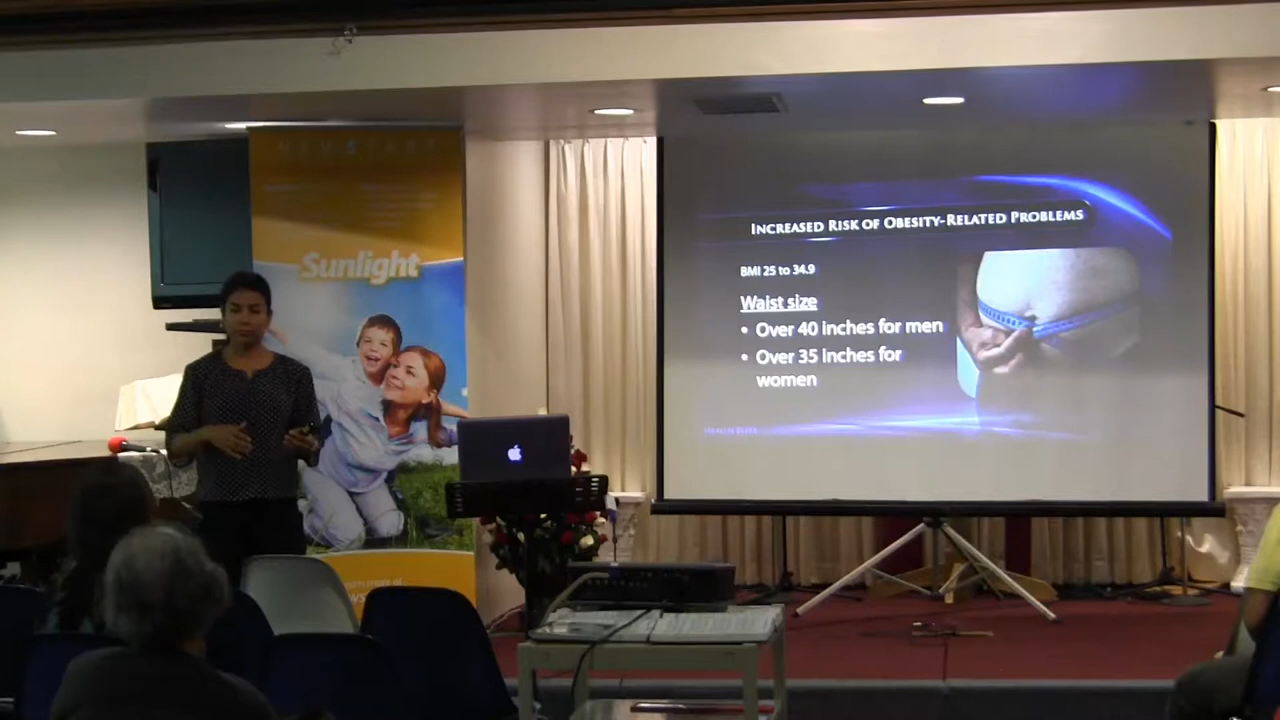 NEWSTART
Sunlight
INCREASED RISK OF OBESITY-RELATED PROBLEMS
BMI 25 to 34.9
Waist size
• Over 40 inches for men
• Over 35 inches for
women